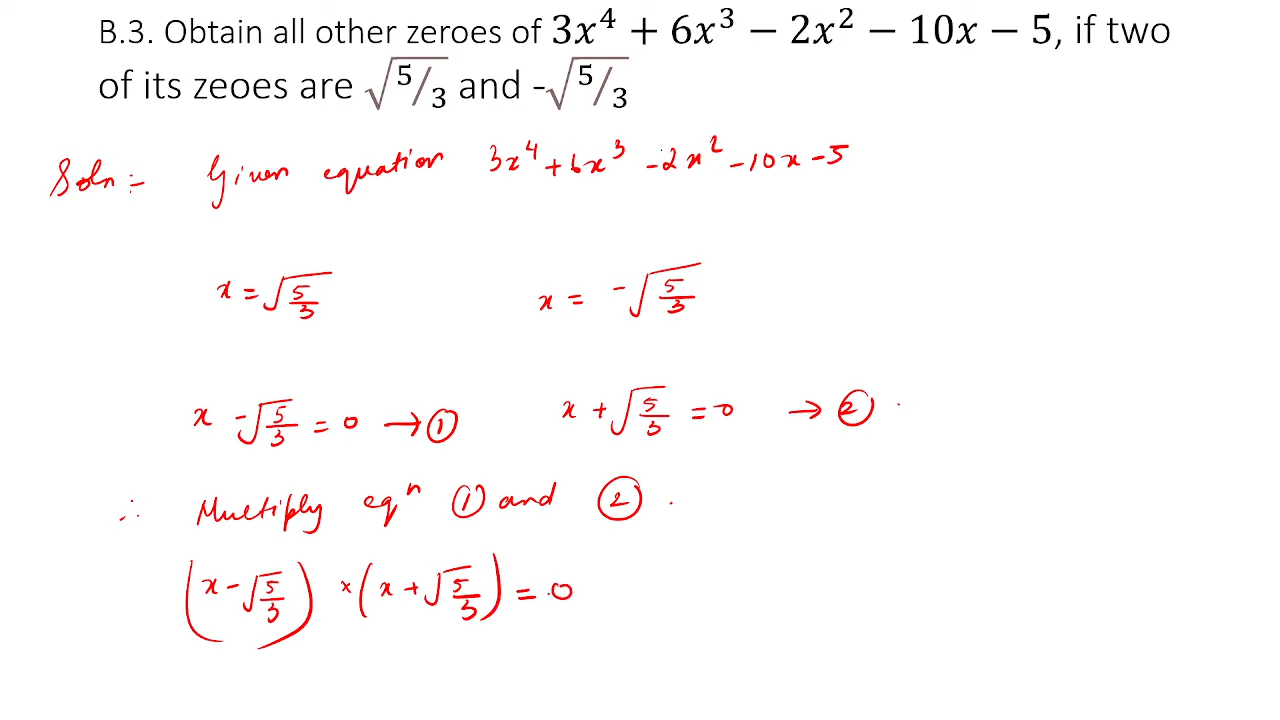 B.3. Obtain all other zeroes of 3x⁴ + 6x³ − 2x² − 10x − 5, if two
of its zeoes are √5/3 and -√5/3
Soln :- Given equation 3x⁴ + 6x³ - 2x² - 10x - 5
x = √5/3 x = -√5/3
x - √5/3 = 0 → ① x + √5/3 = 0 → ②
∴ Multiply eqⁿ ① and ② .
(x - √5/3) × (x + √5/3) = 0